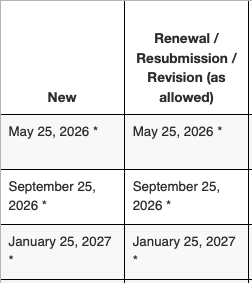 New
Renewal /
Resubmission /
Revision (as
allowed)
May 25, 2026 *
May 25, 2026 *
September 25,
2026 *
September 25,
2026 *
January 25, 2027
*
January 25, 2027
*